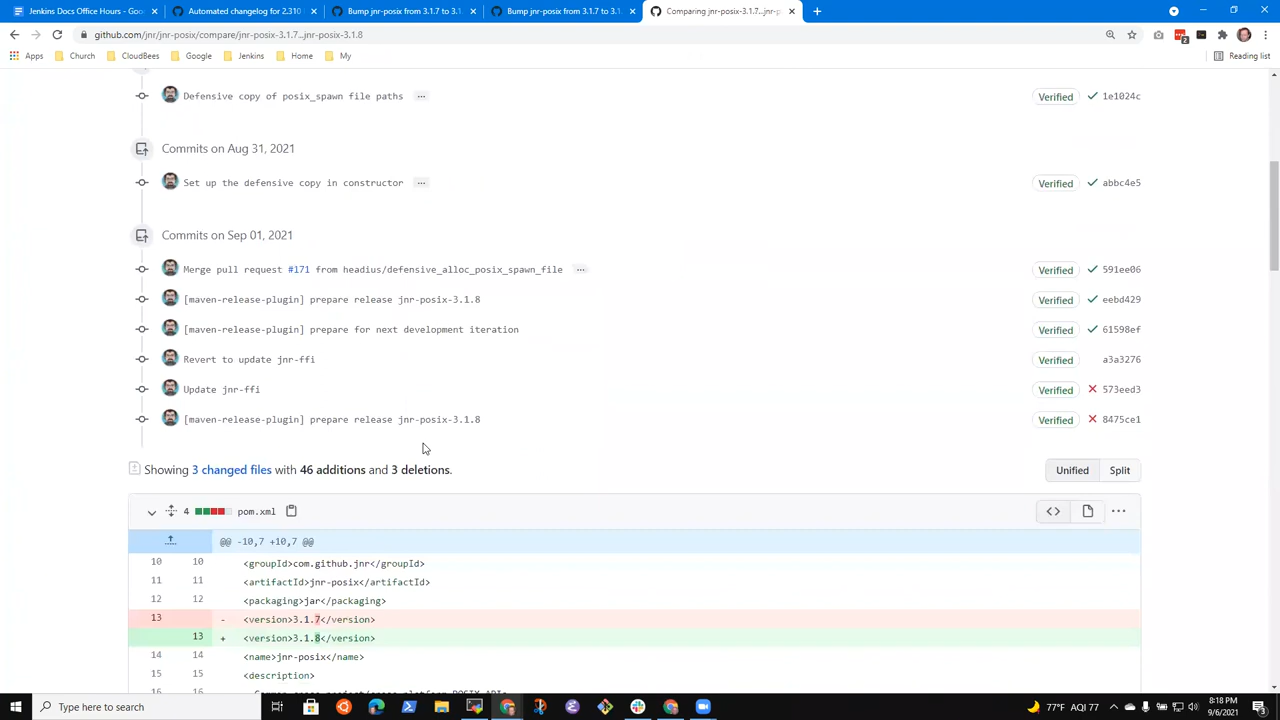 Jenkins Docs Office Hours - Goo
Automated changelog for 2.310
Bump jnr-posix from 3.1.7 to 3.1.
Bump jnr-posix from 3.1.7 to 3.1.
Comparing jnr-posix-3.1.7...jnr-p
github.com/jnr/jnr-posix/compare/jnr-posix-3.1.7...jnr-posix-3.1.8
2
Apps Church CloudBees Google Jenkins Home My Reading list
Defensive copy of posix_spawn file paths ... Verified 1e1024c
Commits on Aug 31, 2021
Set up the defensive copy in constructor ... Verified abbc4e5
Commits on Sep 01, 2021
Merge pull request #171 from headius/defensive_alloc_posix_spawn_file ... Verified 591ee06
[maven-release-plugin] prepare release jnr-posix-3.1.8 Verified eebd429
[maven-release-plugin] prepare for next development iteration Verified 61598ef
Revert to update jnr-ffi Verified a3a3276
Update jnr-ffi Verified 573eed3
[maven-release-plugin] prepare release jnr-posix-3.1.8 Verified 8475ce1
Showing 3 changed files with 46 additions and 3 deletions. Unified Split
4 pom.xml
@@ -10,7 +10,7 @@
10 10 <groupId>com.github.jnr</groupId>
11 11 <artifactId>jnr-posix</artifactId>
12 12 <packaging>jar</packaging>
13 - <version>3.1.7</version>
13 + <version>3.1.8</version>
14 14 <name>jnr-posix</name>
15 15 <description>
16 16 Common cross-project/cross-platform POSIX APIs
Type here to search
77°F AQI 77
8:18 PM
9/6/2021
3